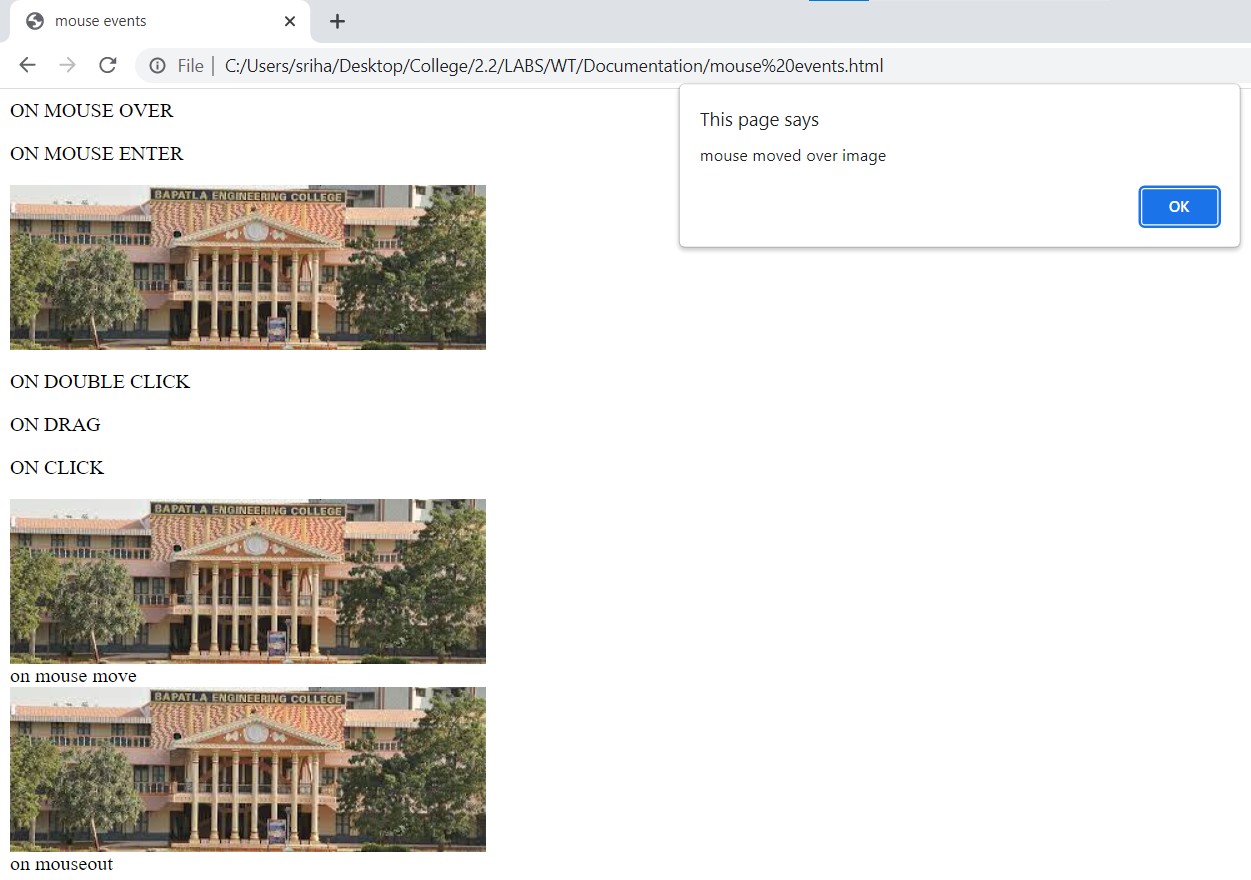 mouse events
File | C:/Users/sriha/Desktop/College/2.2/LABS/WT/Documentation/mouse%20events.html
This page says
mouse moved over image
OK
ON MOUSE OVER
ON MOUSE ENTER
BAPATLA ENGINEERING COLLEGE
ON DOUBLE CLICK
ON DRAG
ON CLICK
BAPATLA ENGINEERING COLLEGE
on mouse move
BAPATLA ENGINEERING COLLEGE
on mouseout